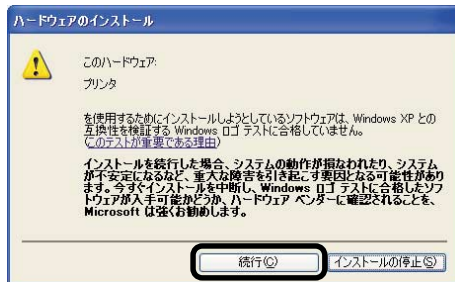 ハードウェアのインストール
このハードウェア:
プリンタ
を使用するためにインストールしようとしているソフトウェアは、Windows XP との
互換性を検証する Windows ロゴ テストに合格していません。
(このテストが重要である理由)
インストールを続行した場合、システムの動作が損なわれたり、システム
が不安定になるなど、重大な障害を引き起こす要因となる可能性があり
ます。今すぐインストールを中断し、Windows ロゴ テストに合格したソフ
トウェアが入手可能かどうか、ハードウェア ベンダーに確認されることを、
Microsoft は強くお勧めします。
続行(C)
インストールの停止(S)